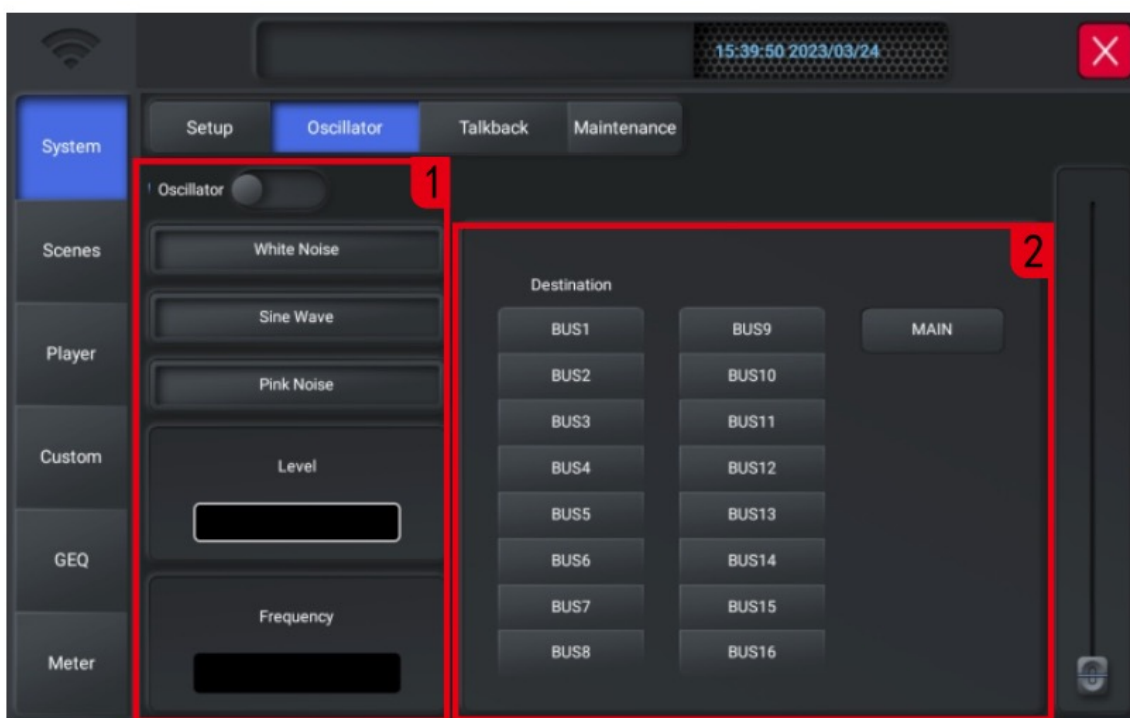 15:39:50 2023/03/24
System
Setup
Oscillator
Talkback
Maintenance
Oscillator
1
White Noise
Sine Wave
Pink Noise
Level
Frequency
2
Destination
BUS1
BUS9
MAIN
BUS2
BUS10
BUS3
BUS11
BUS4
BUS12
BUS5
BUS13
BUS6
BUS14
BUS7
BUS15
BUS8
BUS16
Scenes
Player
Custom
GEQ
Meter
0